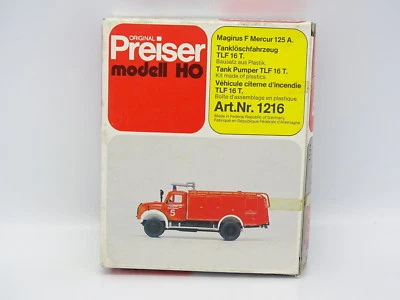 ORIGINAL
Preiser
modell HO
Magirus F Mercur 125 A.
Tanklöschfahrzeug
TLF 16 T.
Bausatz aus Plastik.
Tank Pumper TLF 16 T.
Kit made of plastics.
Véhicule citerne d'incendie
TLF 16 T.
Boîte d'assemblage en plastique.
Art.Nr. 1216
Made in Federal Republic of Germany
Fabriqué en République Fédérale d'Allemagne
5